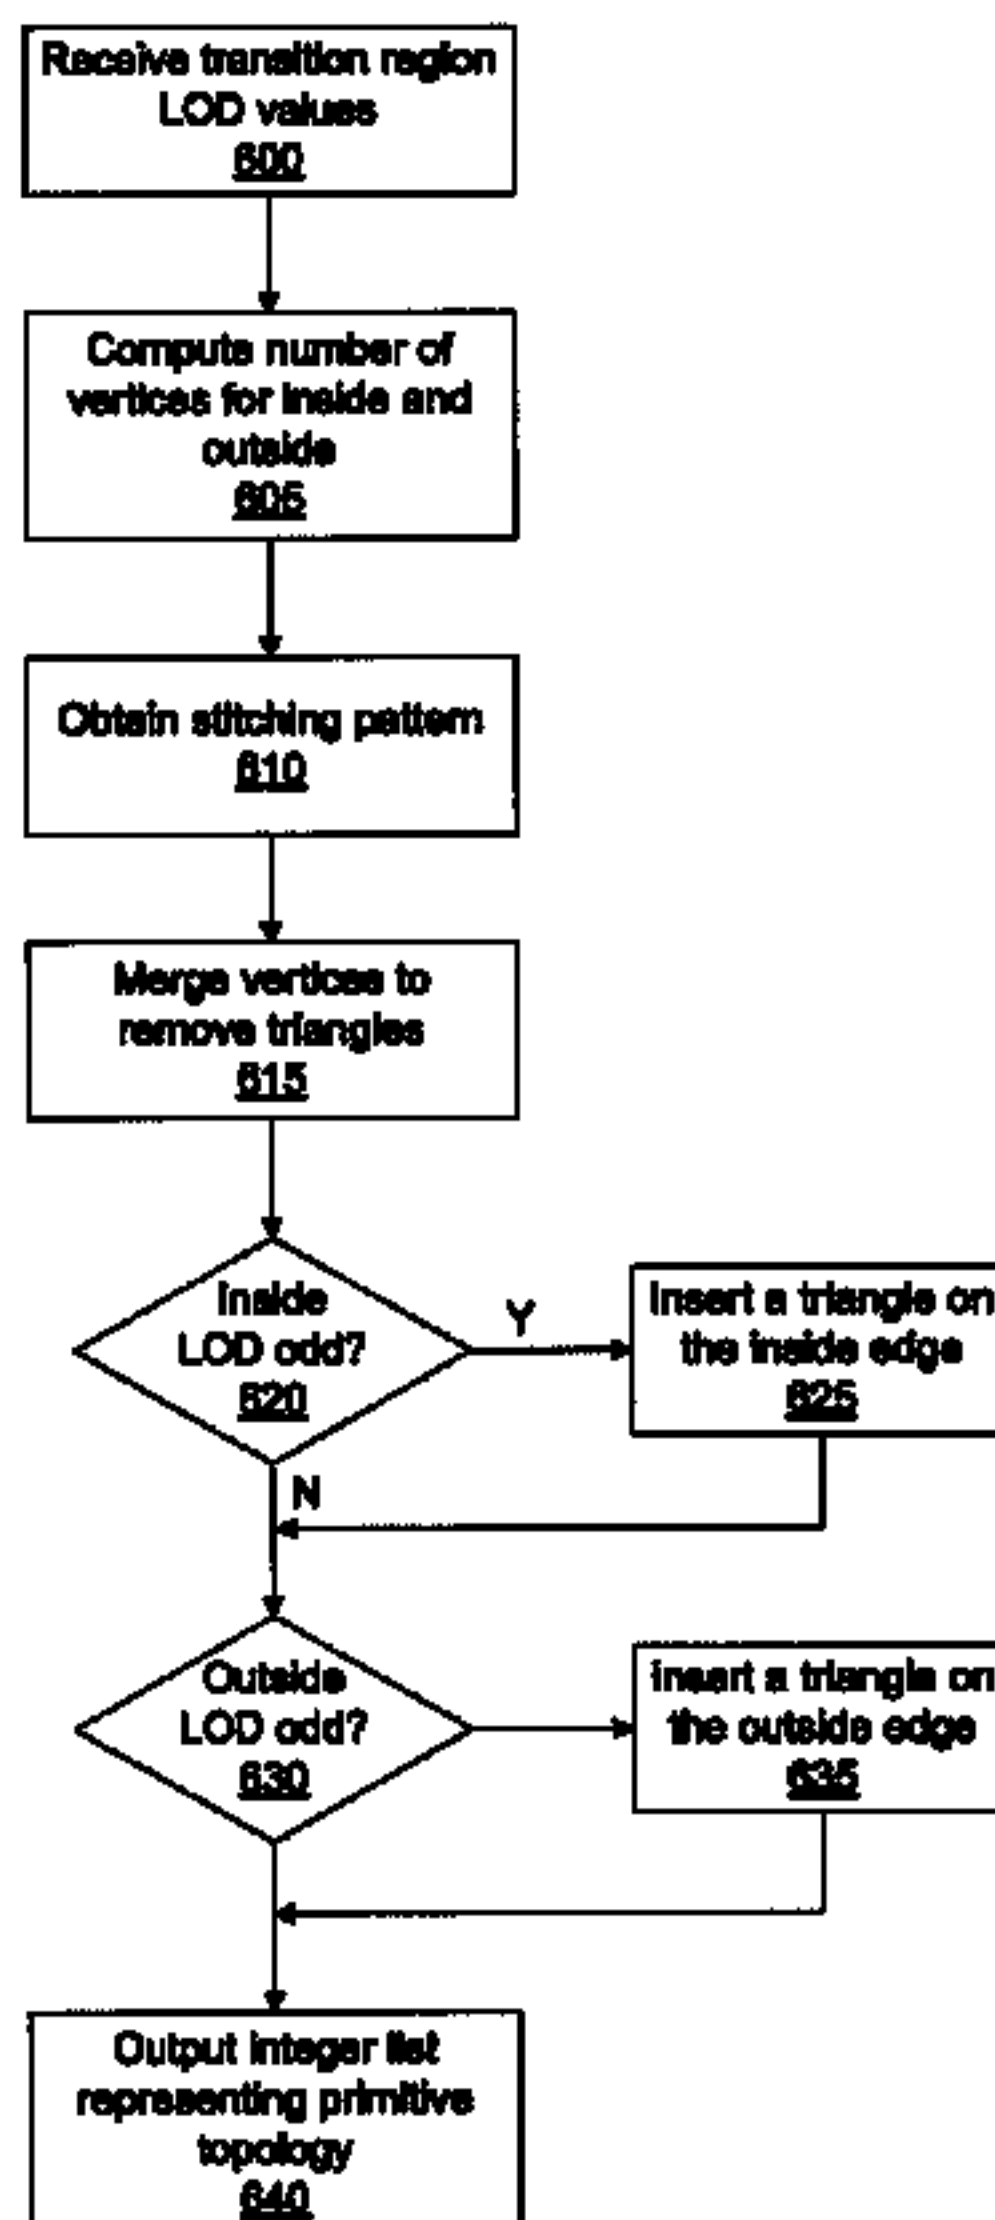 Receive transition region
LOD values
600
Compute number of
vertices for inside and
outside
605
Obtain stitching pattern
610
Merge vertices to
remove triangles
615
Inside
LOD odd?
620
Y
Insert a triangle on
the inside edge
625
N
Outside
LOD odd?
630
Insert a triangle on
the outside edge
635
Output integer list
representing primitive
topology
640